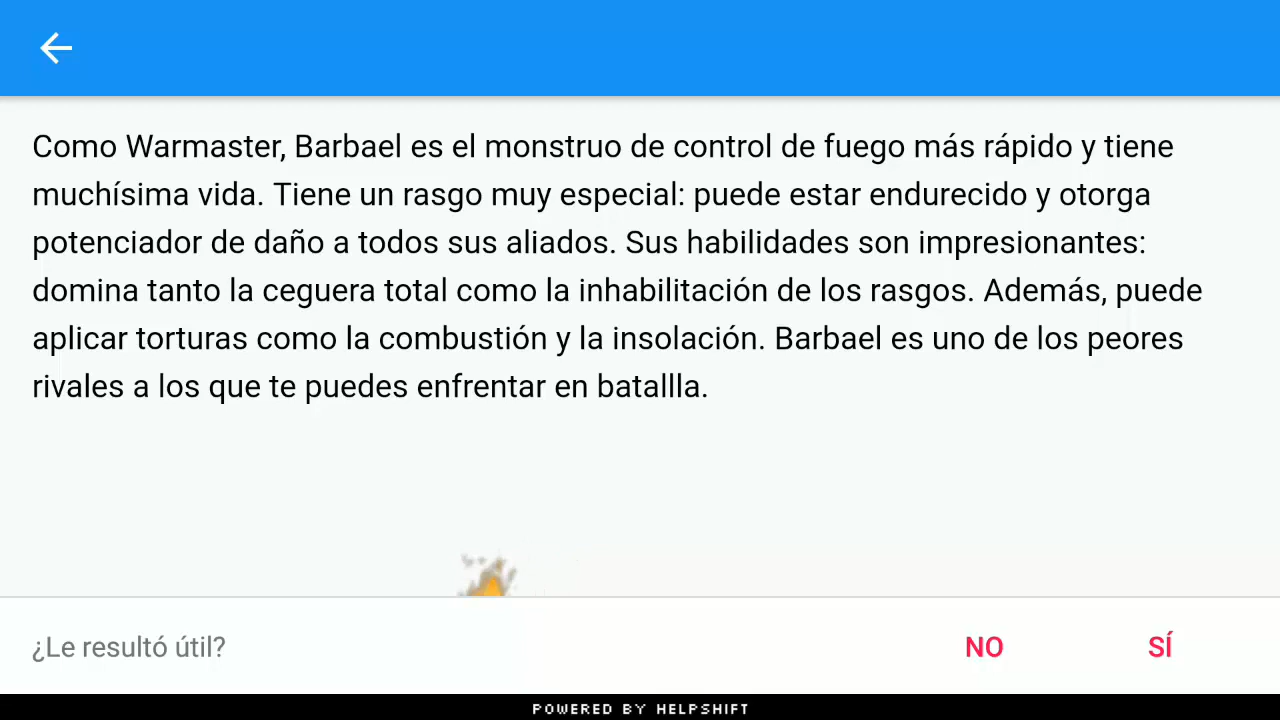 Como Warmaster, Barbael es el monstruo de control de fuego más rápido y tiene
muchísima vida. Tiene un rasgo muy especial: puede estar endurecido y otorga
potenciador de daño a todos sus aliados. Sus habilidades son impresionantes:
domina tanto la ceguera total como la inhabilitación de los rasgos. Además, puede
aplicar torturas como la combustión y la insolación. Barbael es uno de los peores
rivales a los que te puedes enfrentar en batallla.
¿Le resultó útil? NO SÍ
POWERED BY HELPSHIFT